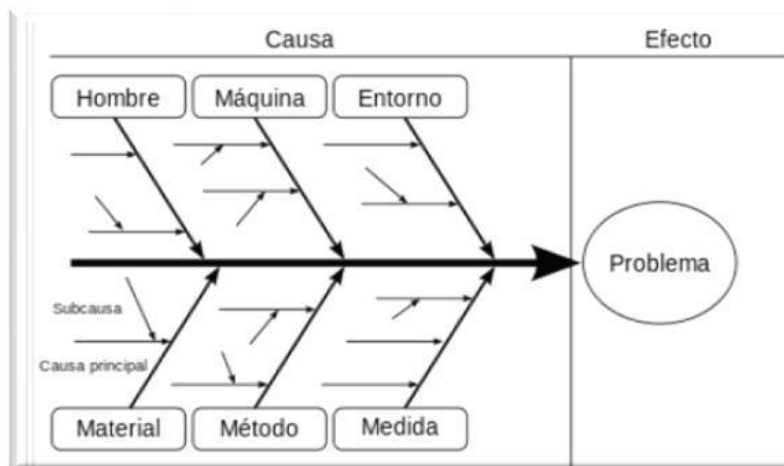 Causa
Efecto
Hombre
Máquina
Entorno
Problema
Subcausa
Causa principal
Material
Método
Medida